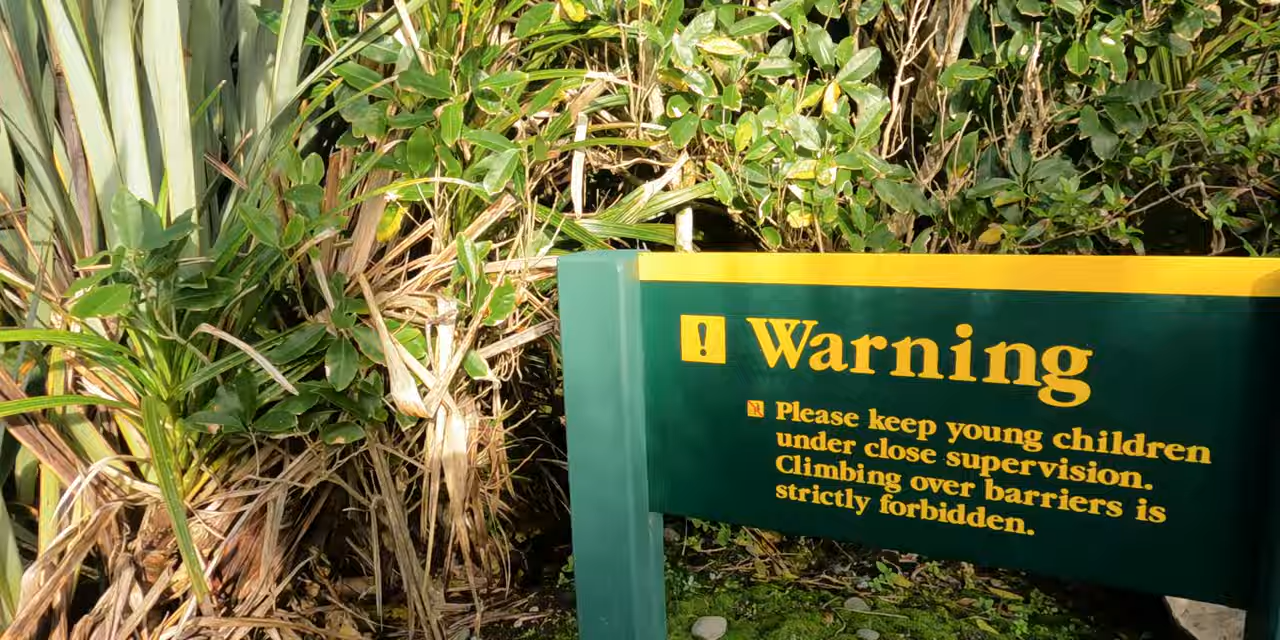 ! Warning
Please keep young children
under close supervision.
Climbing over barriers is
strictly forbidden.